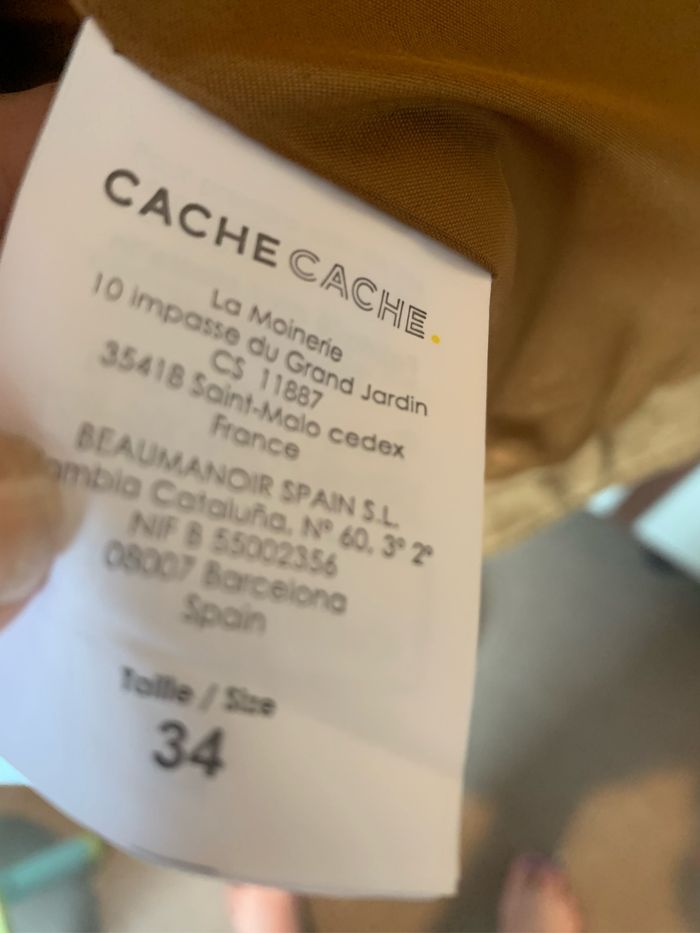 CACHE CACHE.
La Moinerie
10 impasse du Grand Jardin
CS 11887
35418 Saint-Malo cedex
France
BEAUMANOIR SPAIN S.L.
Cataluña, Nº 60, 3º 2º
NIF B 55002356
08007 Barcelona
Spain
Taille / Size
34